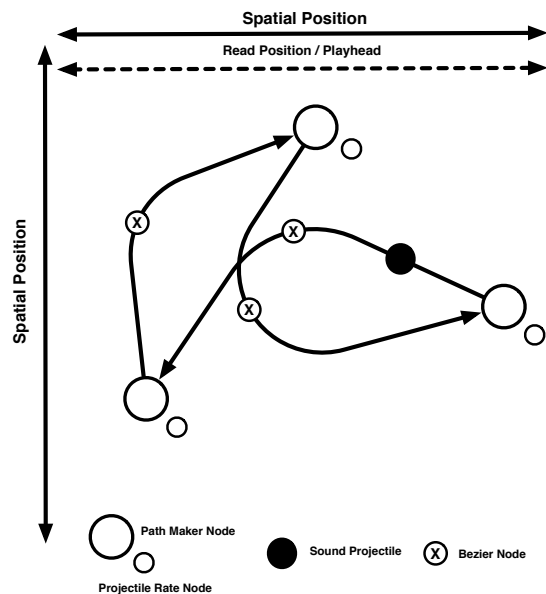 Spatial Position
Read Position / Playhead
Spatial Position
X
X
X
Path Maker Node
Sound Projectile
X
Bezier Node
Projectile Rate Node